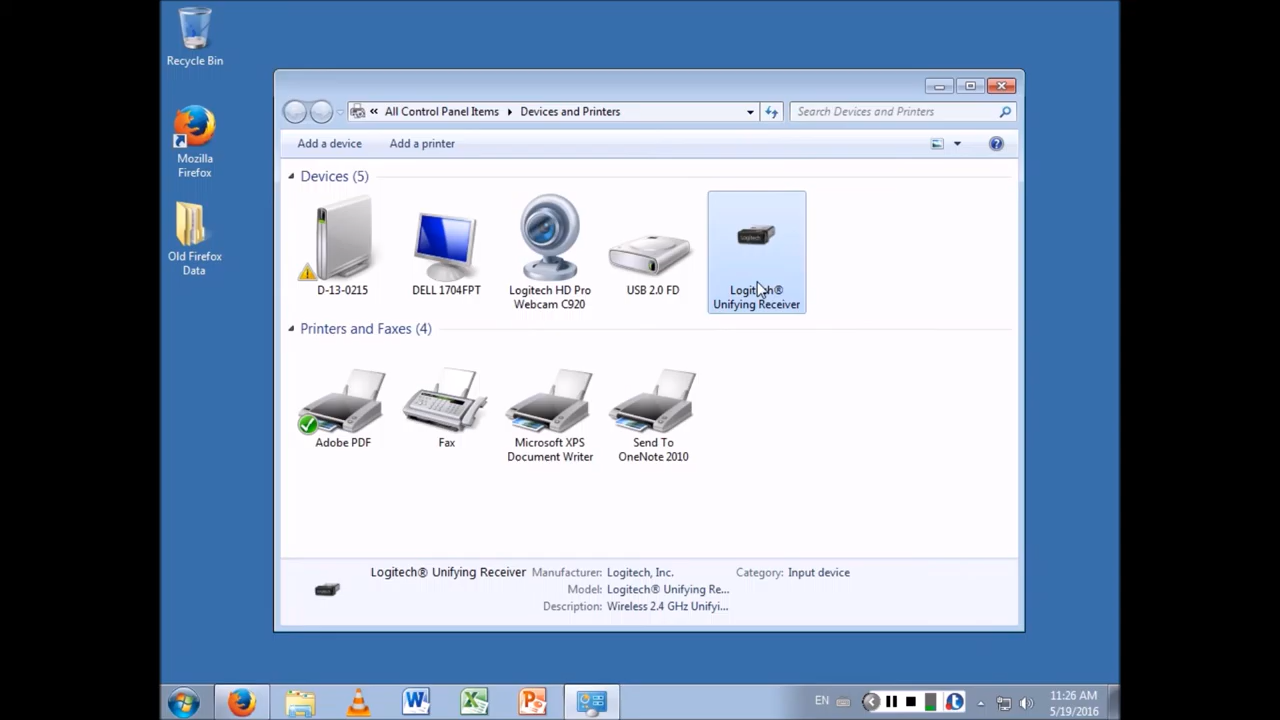 Recycle Bin
Mozilla
Firefox
Old Firefox
Data
« All Control Panel Items Devices and Printers
Search Devices and Printers
Add a device Add a printer
Devices (5)
D-13-0215
DELL 1704FPT
Logitech HD Pro
Webcam C920
USB 2.0 FD
Logitech
Logitech®
Unifying Receiver
Printers and Faxes (4)
Adobe PDF
Fax
Microsoft XPS
Document Writer
Send To
OneNote 2010
Logitech® Unifying Receiver Manufacturer: Logitech, Inc. Category: Input device
Model: Logitech® Unifying Re...
Description: Wireless 2.4 GHz Unifyi...
EN
11:26 AM
5/19/2016